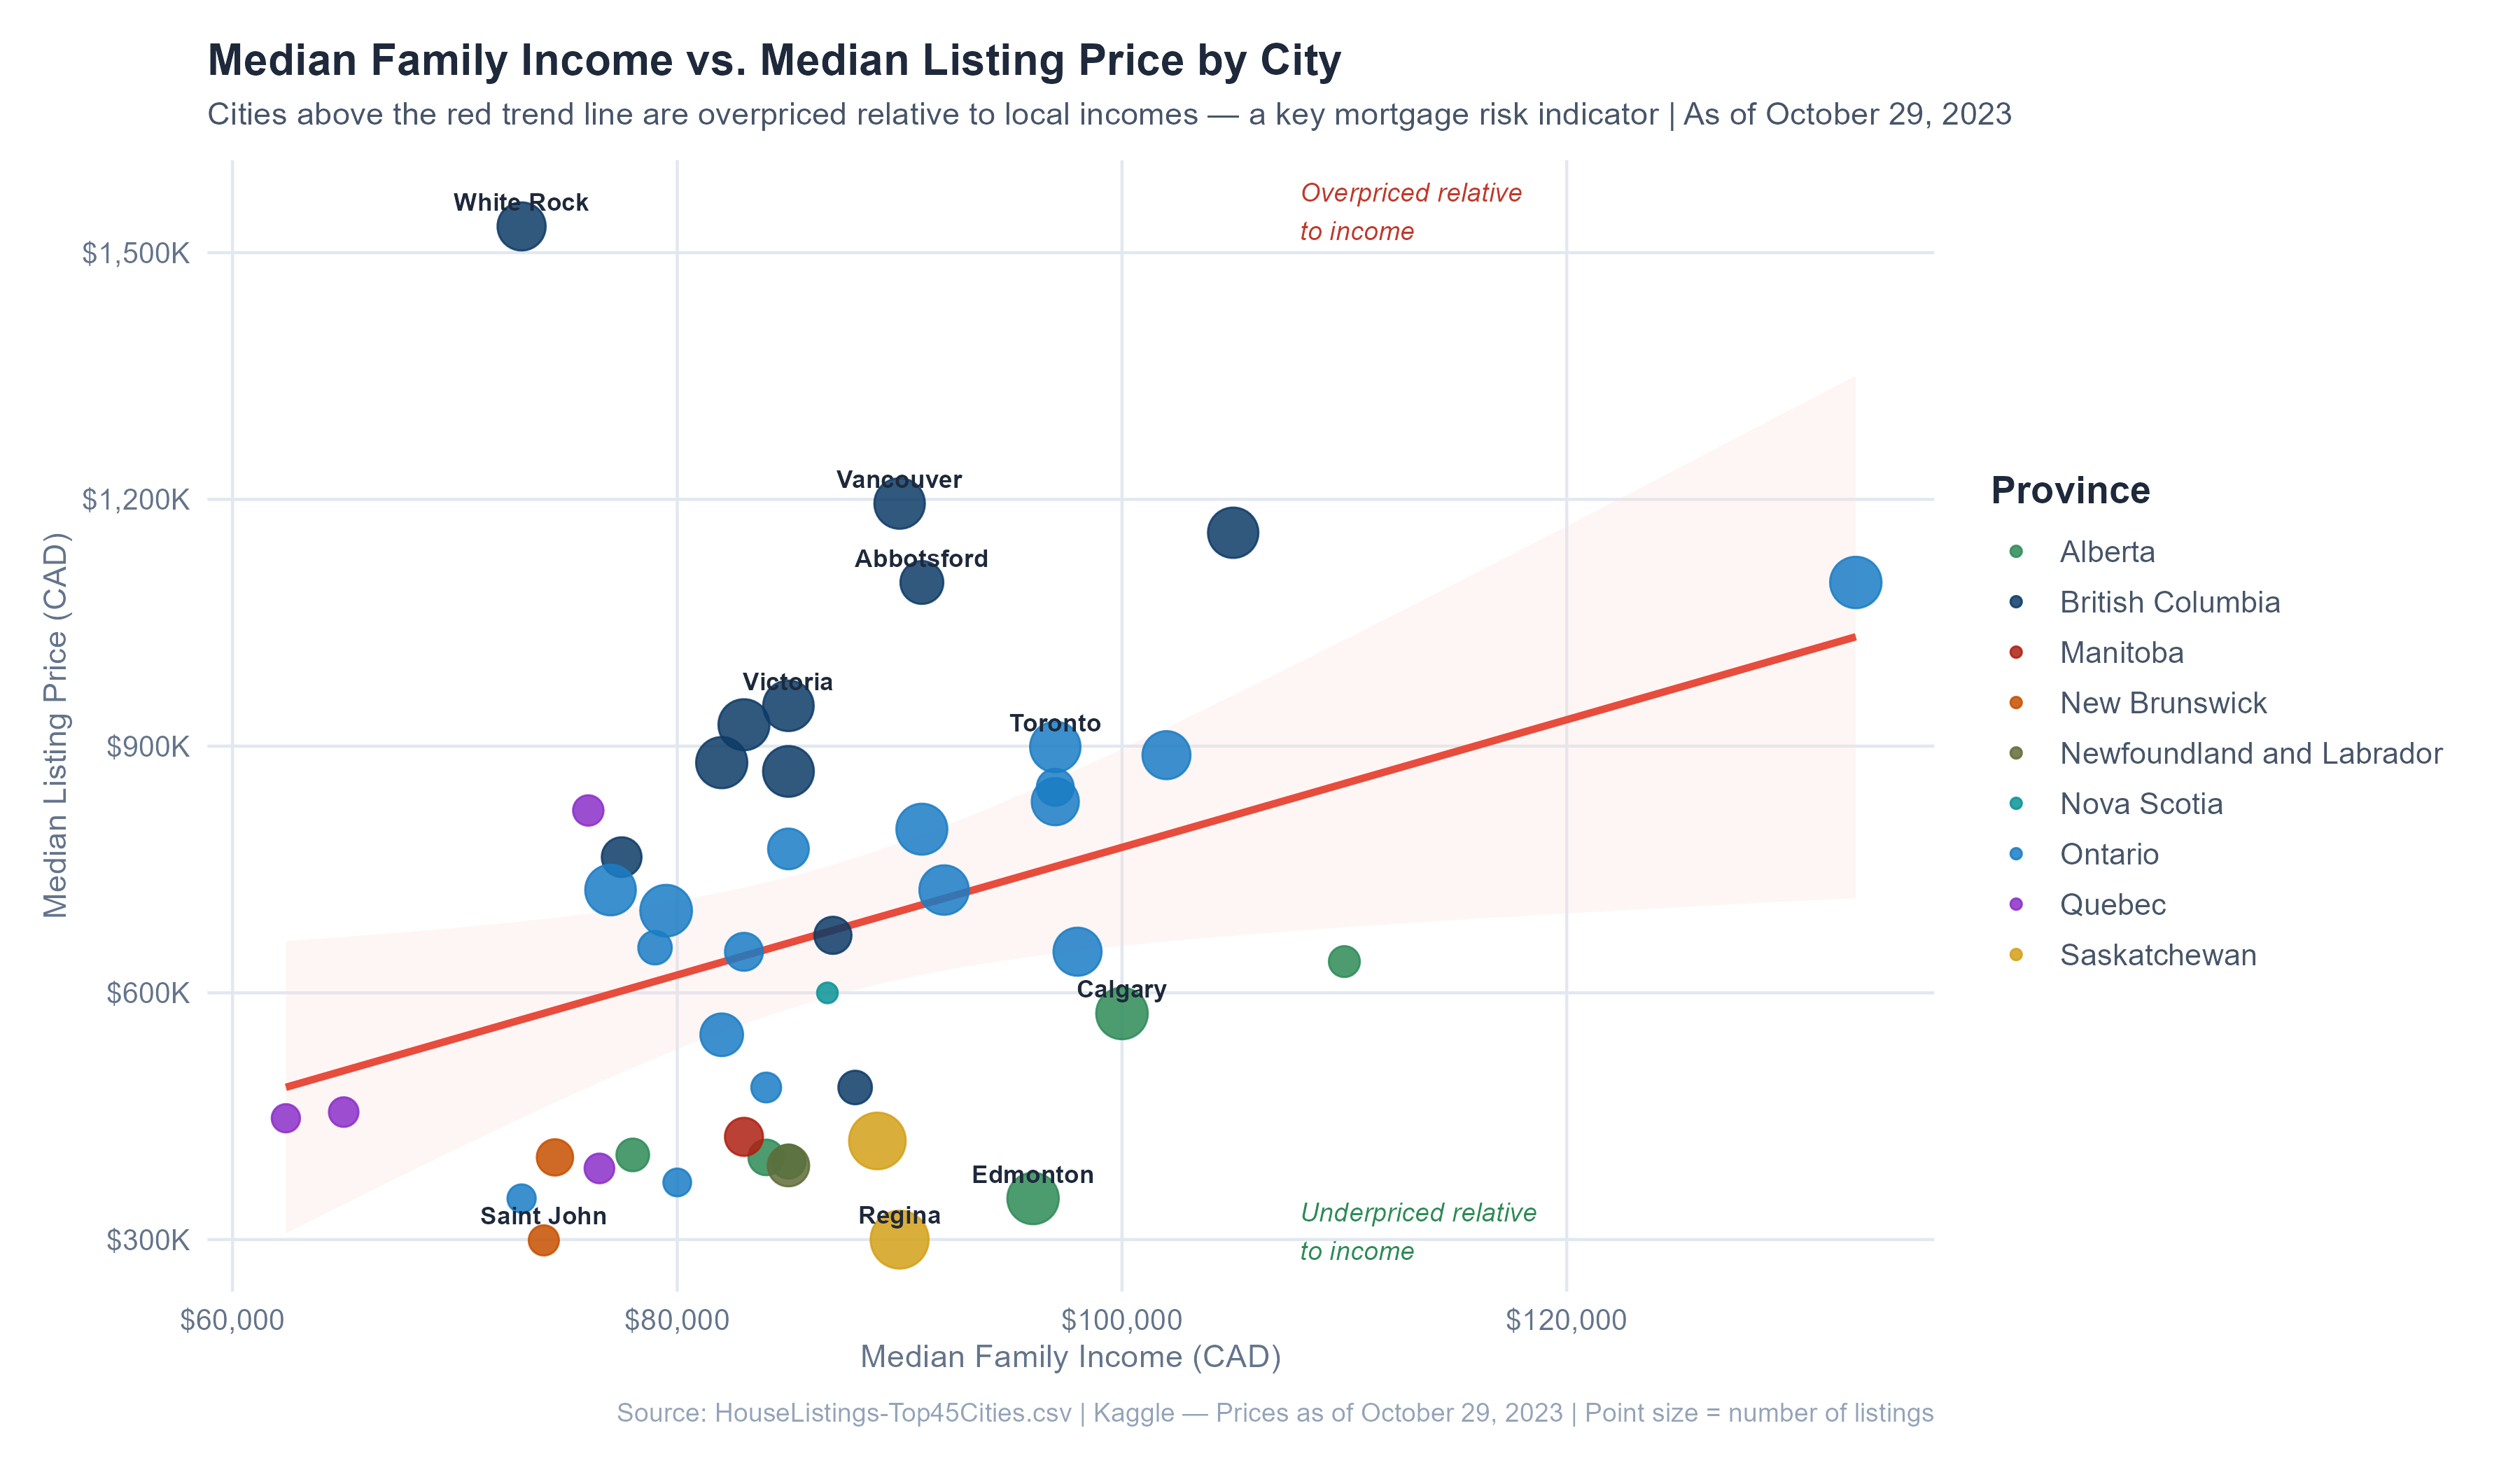 Median Family Income vs. Median Listing Price by City
Cities above the red trend line are overpriced relative to local incomes — a key mortgage risk indicator | As of October 29, 2023
White Rock
Overpriced relative
to income
$1,500K
Vancouver
$1,200K
Abbotsford
Victoria
Toronto
$900K
Calgary
$600K
Edmonton
Saint John
Regina
Underpriced relative
to income
$300K
Median Listing Price (CAD)
$60,000
$80,000
$100,000
$120,000
Median Family Income (CAD)
Province
Alberta
British Columbia
Manitoba
New Brunswick
Newfoundland and Labrador
Nova Scotia
Ontario
Quebec
Saskatchewan
Source: HouseListings-Top45Cities.csv | Kaggle — Prices as of October 29, 2023 | Point size = number of listings